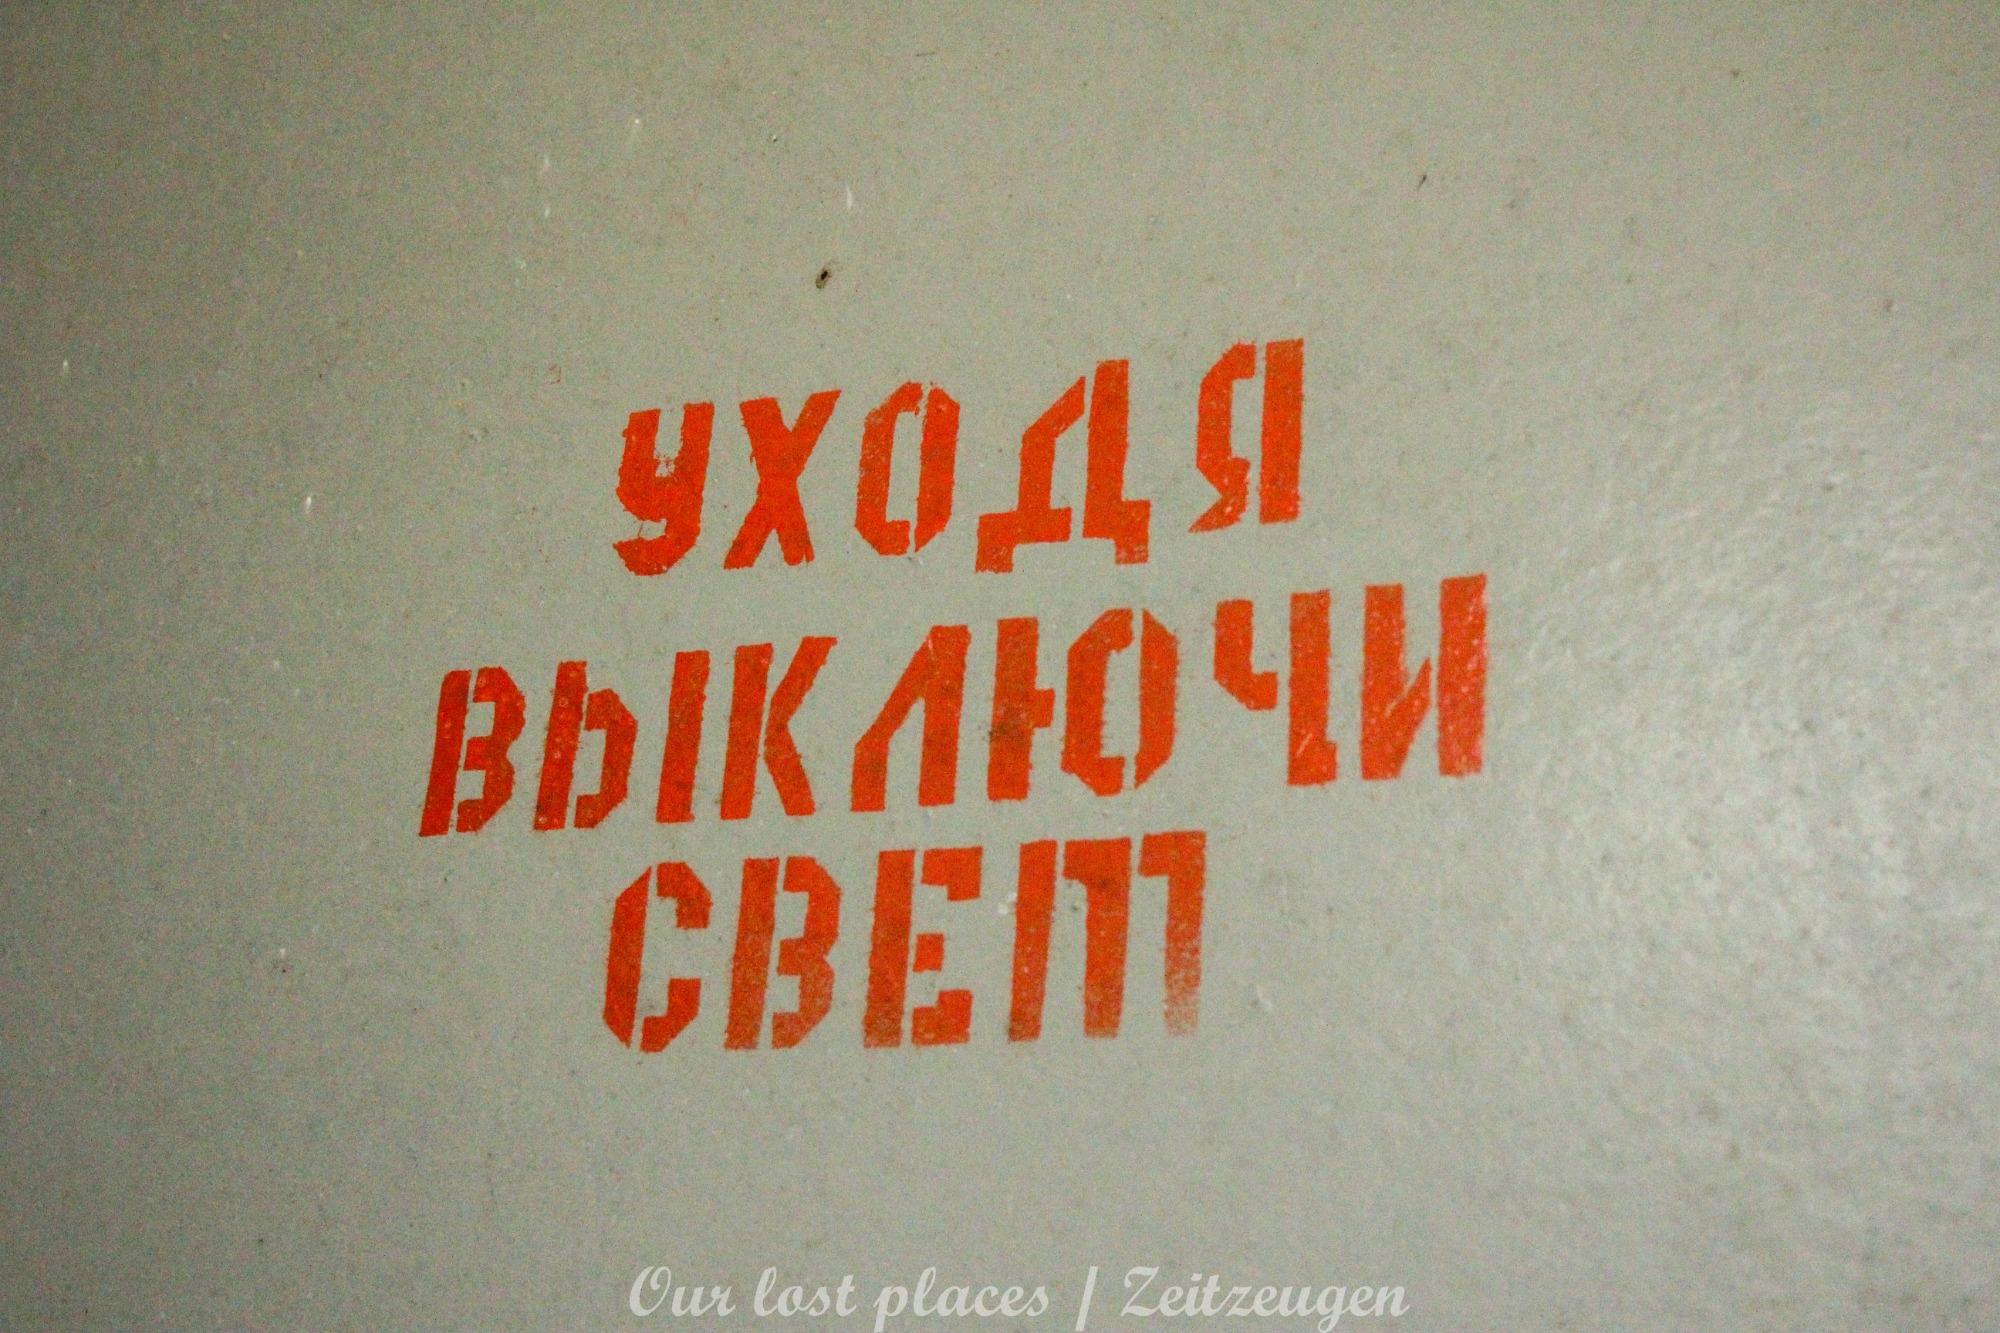 УХОДЯ
ВЫКЛЮЧИ
СВЕТ
Our lost places / Zeitzeugen